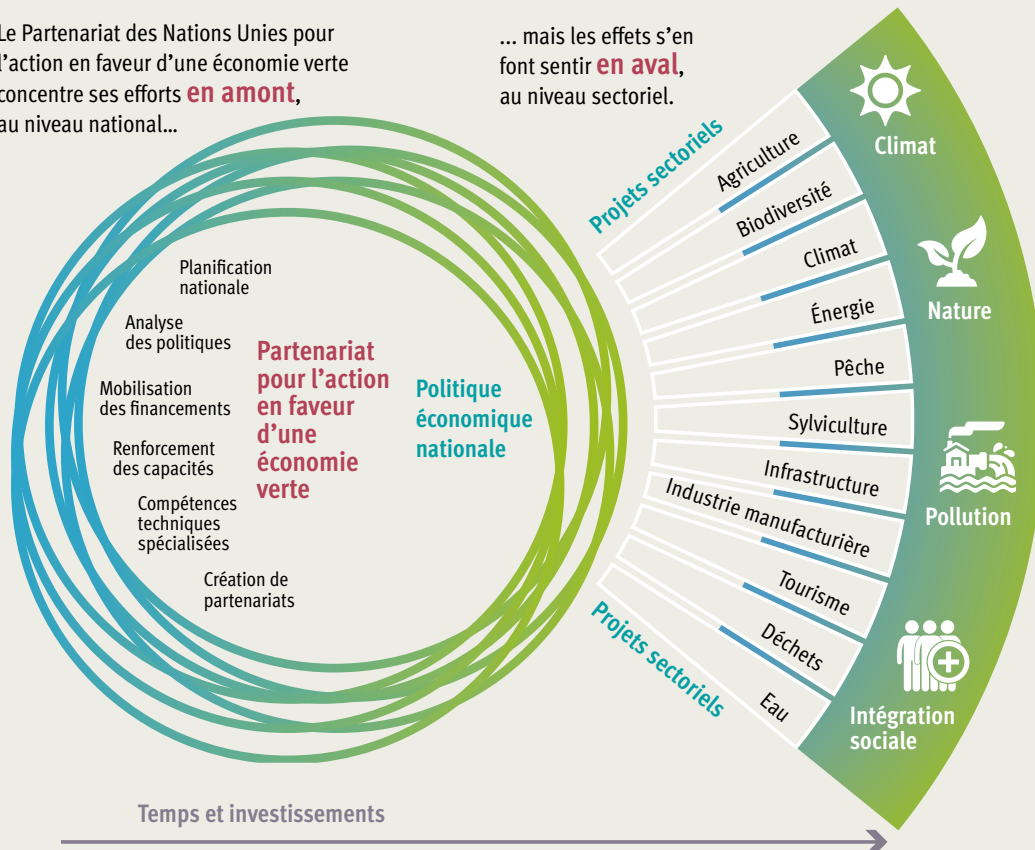 Le Partenariat des Nations Unies pour
l'action en faveur d'une économie verte
concentre ses efforts en amont,
au niveau national...
... mais les effets s'en
font sentir en aval,
au niveau sectoriel.
Planification
nationale
Analyse
des politiques
Mobilisation
des financements
Renforcement
des capacités
Compétences
techniques
spécialisées
Création de
partenariats
Partenariat
pour l'action
en faveur
d'une
économie
verte
Politique
économique
nationale
Projets sectoriels
Agriculture
Biodiversité
Climat
Énergie
Pêche
Sylviculture
Infrastructure
Industrie manufacturière
Tourisme
Déchets
Eau
Projets sectoriels
Climat
Nature
Pollution
Intégration
sociale
Temps et investissements